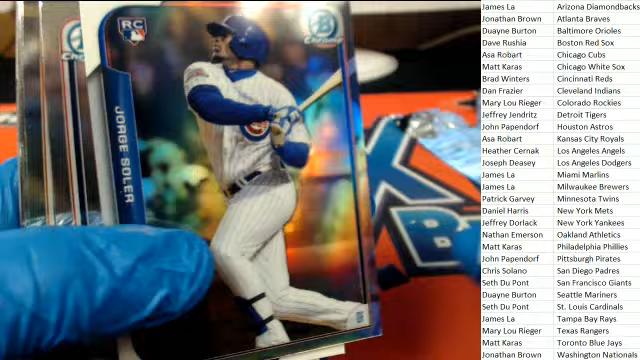 RC
Chrome
JORGE SOLER
James La Arizona Diamondbacks
Jonathan Brown Atlanta Braves
Duayne Burton Baltimore Orioles
Dave Rushia Boston Red Sox
Asa Robart Chicago Cubs
Matt Karas Chicago White Sox
Brad Winters Cincinnati Reds
Dan Frazier Cleveland Indians
Mary Lou Rieger Colorado Rockies
Jeffrey Jendritz Detroit Tigers
John Papendorf Houston Astros
Asa Robart Kansas City Royals
Heather Cernak Los Angeles Angels
Joseph Deasey Los Angeles Dodgers
James La Miami Marlins
James La Milwaukee Brewers
Patrick Garvey Minnesota Twins
Daniel Harris New York Mets
Jeffrey Dorlack New York Yankees
Nathan Emerson Oakland Athletics
Matt Karas Philadelphia Phillies
John Papendorf Pittsburgh Pirates
Chris Solano San Diego Padres
Seth Du Pont San Francisco Giants
Duayne Burton Seattle Mariners
Seth Du Pont St. Louis Cardinals
James La Tampa Bay Rays
Mary Lou Rieger Texas Rangers
Matt Karas Toronto Blue Jays
Jonathan Brown Washington Nationals